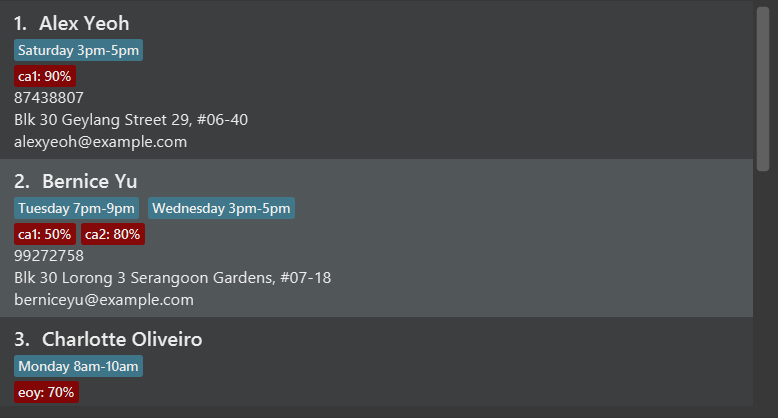 1. Alex Yeoh
Saturday 3pm-5pm
ca1: 90%
87438807
Blk 30 Geylang Street 29, #06-40
alexyeoh@example.com
2. Bernice Yu
Tuesday 7pm-9pm Wednesday 3pm-5pm
ca1: 50% ca2: 80%
99272758
Blk 30 Lorong 3 Serangoon Gardens, #07-18
berniceyu@example.com
3. Charlotte Oliveiro
Monday 8am-10am
eoy: 70%